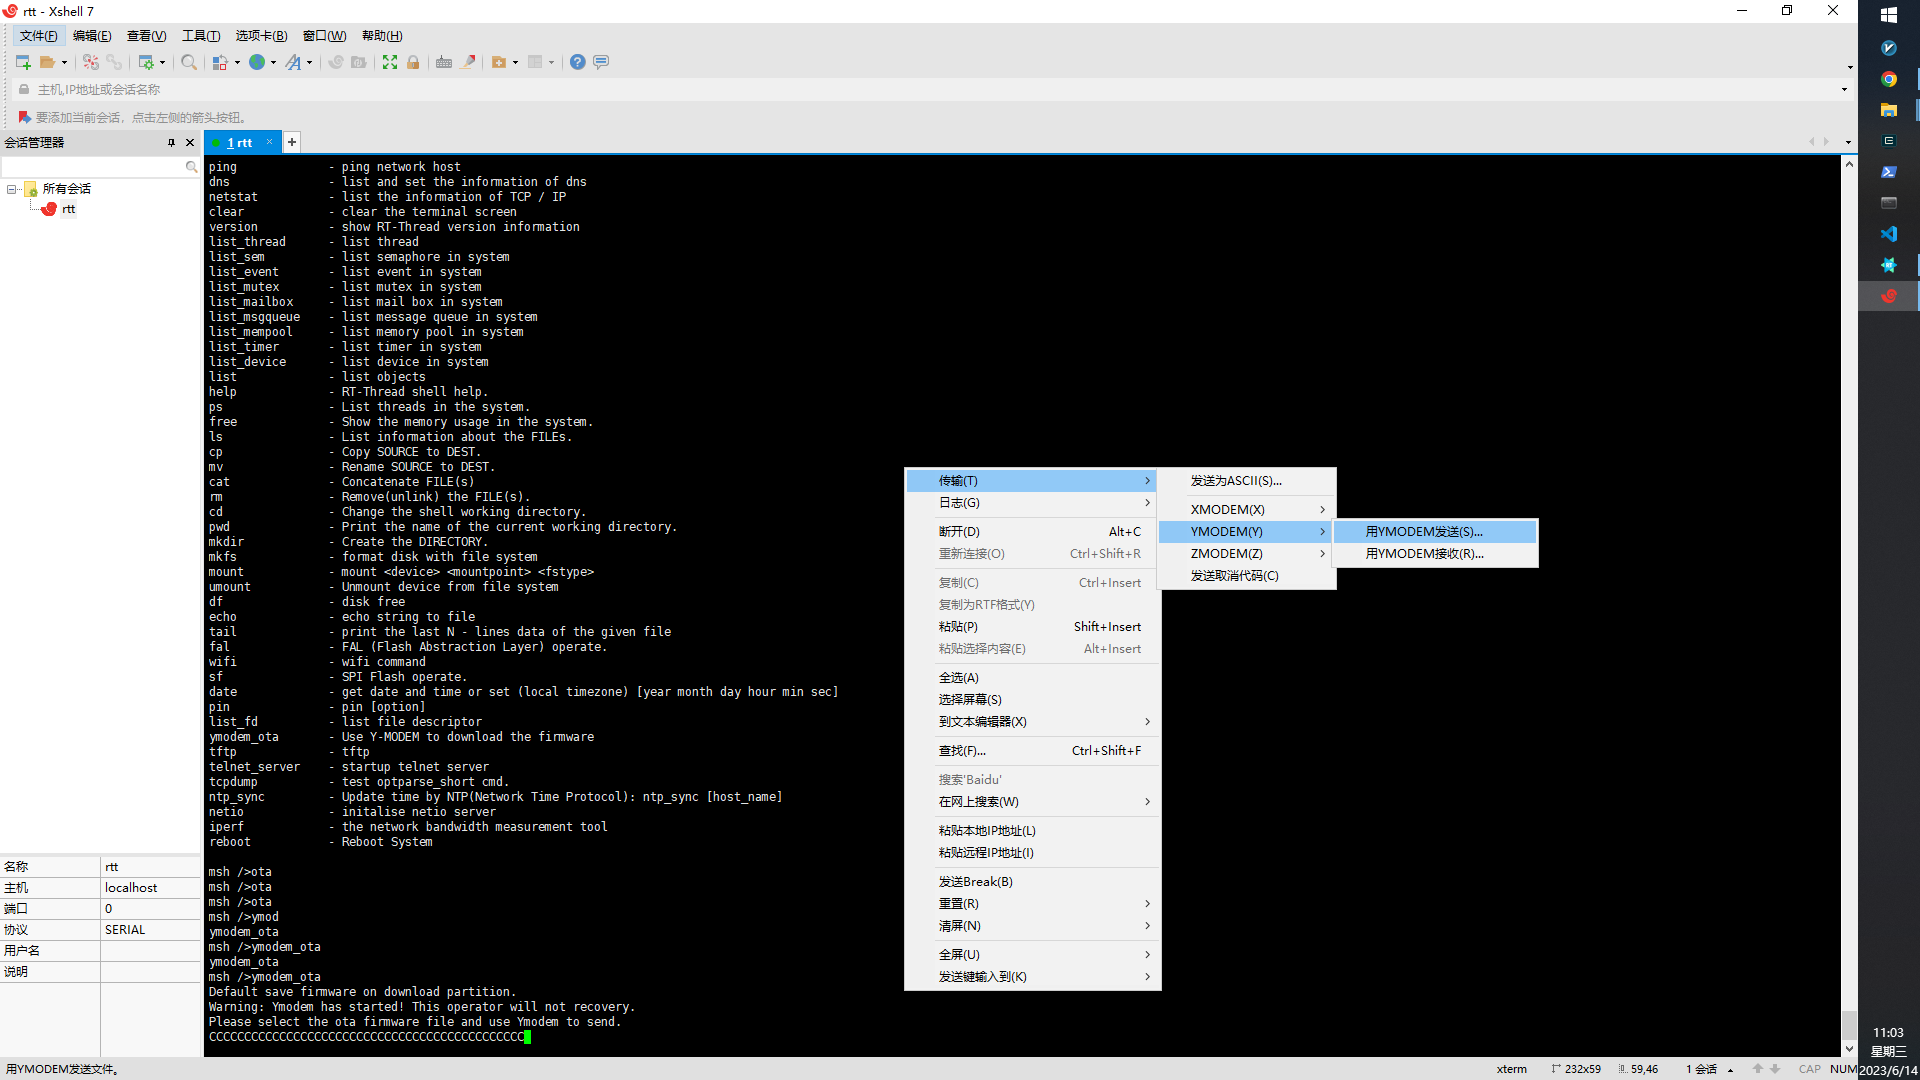 rtt - Xshell 7
文件(F) 编辑(E) 查看(V) 工具(T) 选项卡(B) 窗口(W) 帮助(H)
主机,IP地址或会话名称
要添加当前会话，点击左侧的箭头按钮。
会话管理器
1 rtt
所有会话
rtt
名称 rtt
主机 localhost
端口 0
协议 SERIAL
用户名
说明
ping - ping network host
dns - list and set the information of dns
netstat - list the information of TCP / IP
clear - clear the terminal screen
version - show RT-Thread version information
list_thread - list thread
list_sem - list semaphore in system
list_event - list event in system
list_mutex - list mutex in system
list_mailbox - list mail box in system
list_msgqueue - list message queue in system
list_mempool - list memory pool in system
list_timer - list timer in system
list_device - list device in system
list - list objects
help - RT-Thread shell help.
ps - List threads in the system.
free - Show the memory usage in the system.
ls - List information about the FILEs.
cp - Copy SOURCE to DEST.
mv - Rename SOURCE to DEST.
cat - Concatenate FILE(s)
rm - Remove(unlink) the FILE(s).
cd - Change the shell working directory.
pwd - Print the name of the current working directory.
mkdir - Create the DIRECTORY.
mkfs - format disk with file system
mount - mount <device> <mountpoint> <fstype>
umount - Unmount device from file system
df - disk free
echo - echo string to file
tail - print the last N - lines data of the given file
fal - FAL (Flash Abstraction Layer) operate.
wifi - wifi command
sf - SPI Flash operate.
date - get date and time or set (local timezone) [year month day hour min sec]
pin - pin [option]
list_fd - list file descriptor
ymodem_ota - Use Y-MODEM to download the firmware
tftp - tftp
telnet_server - startup telnet server
tcpdump - test optparse_short cmd.
ntp_sync - Update time by NTP(Network Time Protocol): ntp_sync [host_name]
netio - initalise netio server
iperf - the network bandwidth measurement tool
reboot - Reboot System
msh />ota
msh />ota
msh />ota
msh />ymod
ymodem_ota
msh />ymodem_ota
ymodem_ota
msh />ymodem_ota
Default save firmware on download partition.
Warning: Ymodem has started! This operator will not recovery.
Please select the ota firmware file and use Ymodem to send.
CCCCCCCCCCCCCCCCCCCCCCCCCCCCCCCCCCCCCCCCCCCCC
传输(T)
日志(G)
断开(D) Alt+C
重新连接(O) Ctrl+Shift+R
复制(C) Ctrl+Insert
复制为RTF格式(Y)
粘贴(P) Shift+Insert
粘贴选择内容(E) Alt+Insert
全选(A)
选择屏幕(S)
到文本编辑器(X)
查找(F)... Ctrl+Shift+F
搜索'Baidu'
在网上搜索(W)
粘贴本地IP地址(L)
粘贴远程IP地址(I)
发送Break(B)
重置(R)
清屏(N)
全屏(U)
发送键输入到(K)
发送为ASCII(S)...
XMODEM(X)
YMODEM(Y)
ZMODEM(Z)
发送取消代码(C)
用YMODEM发送(S)...
用YMODEM接收(R)...
用YMODEM发送文件。
xterm 232x59 59,46 1 会话 CAP NUM
11:03
星期三
2023/6/14